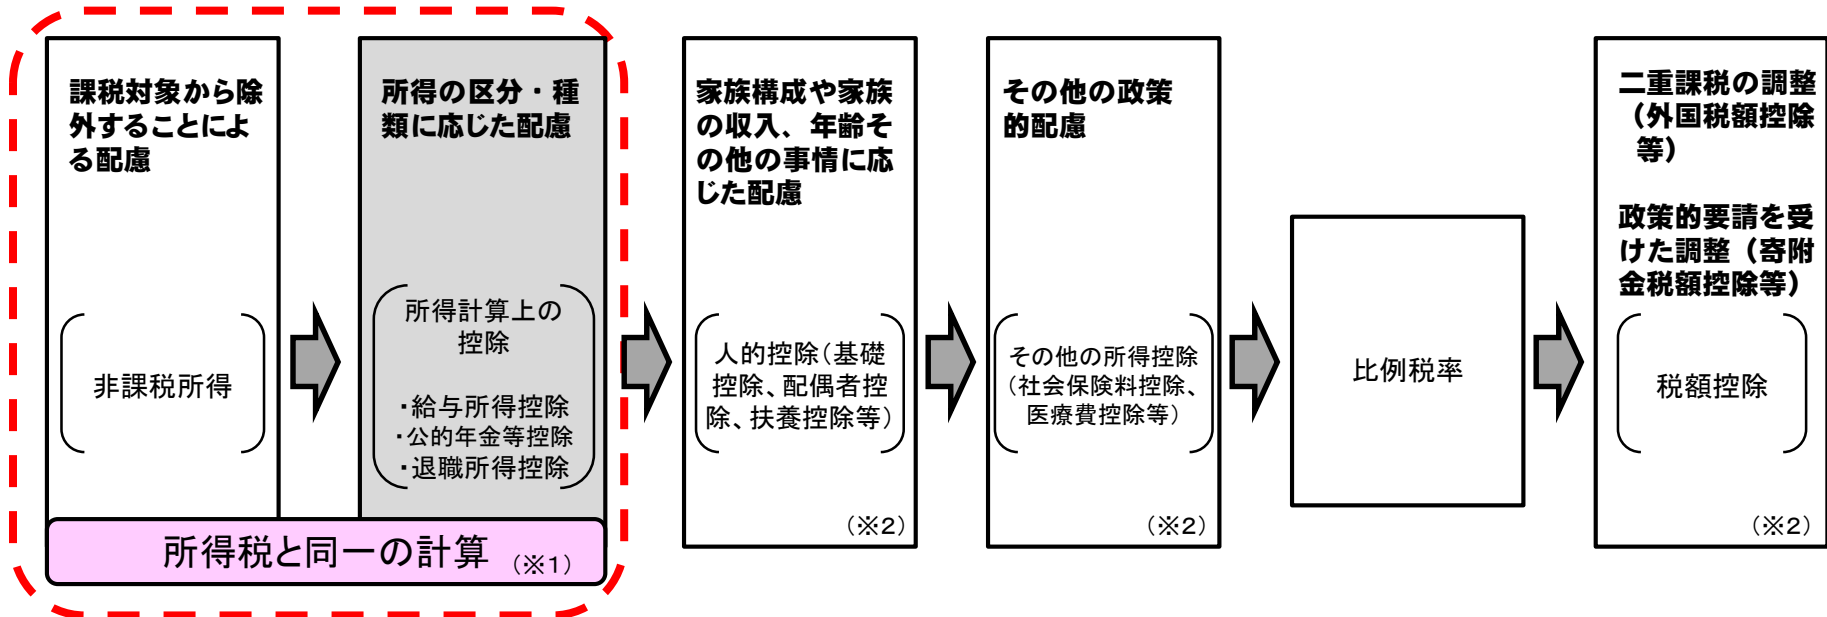 課税対象から除
外することによ
る配慮
非課税所得
所得の区分・種
類に応じた配慮
所得計算上の
控除
・給与所得控除
・公的年金等控除
・退職所得控除
所得税と同一の計算（※１）
家族構成や家族
の収入、年齢そ
の他の事情に応
じた配慮
人的控除（基礎
控除、配偶者控
除、扶養控除等）
（※２）
その他の政策
的配慮
その他の所得控除
（社会保険料控除、
医療費控除等）
（※２）
比例税率
二重課税の調整
（外国税額控除
等）
政策的要請を受
けた調整（寄附
金税額控除等）
税額控除
（※２）